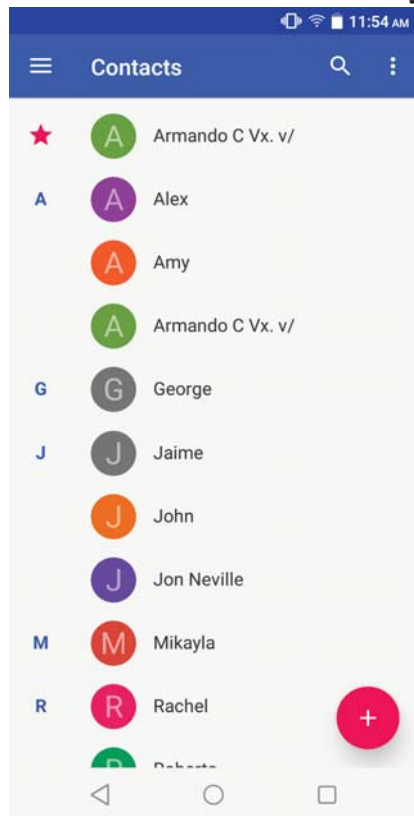 11:54 AM
Contacts
A Armando C Vx. v/
A A Alex
A Amy
A Armando C Vx. v/
G G George
J J Jaime
J John
J Jon Neville
M M Mikayla
R R Rachel